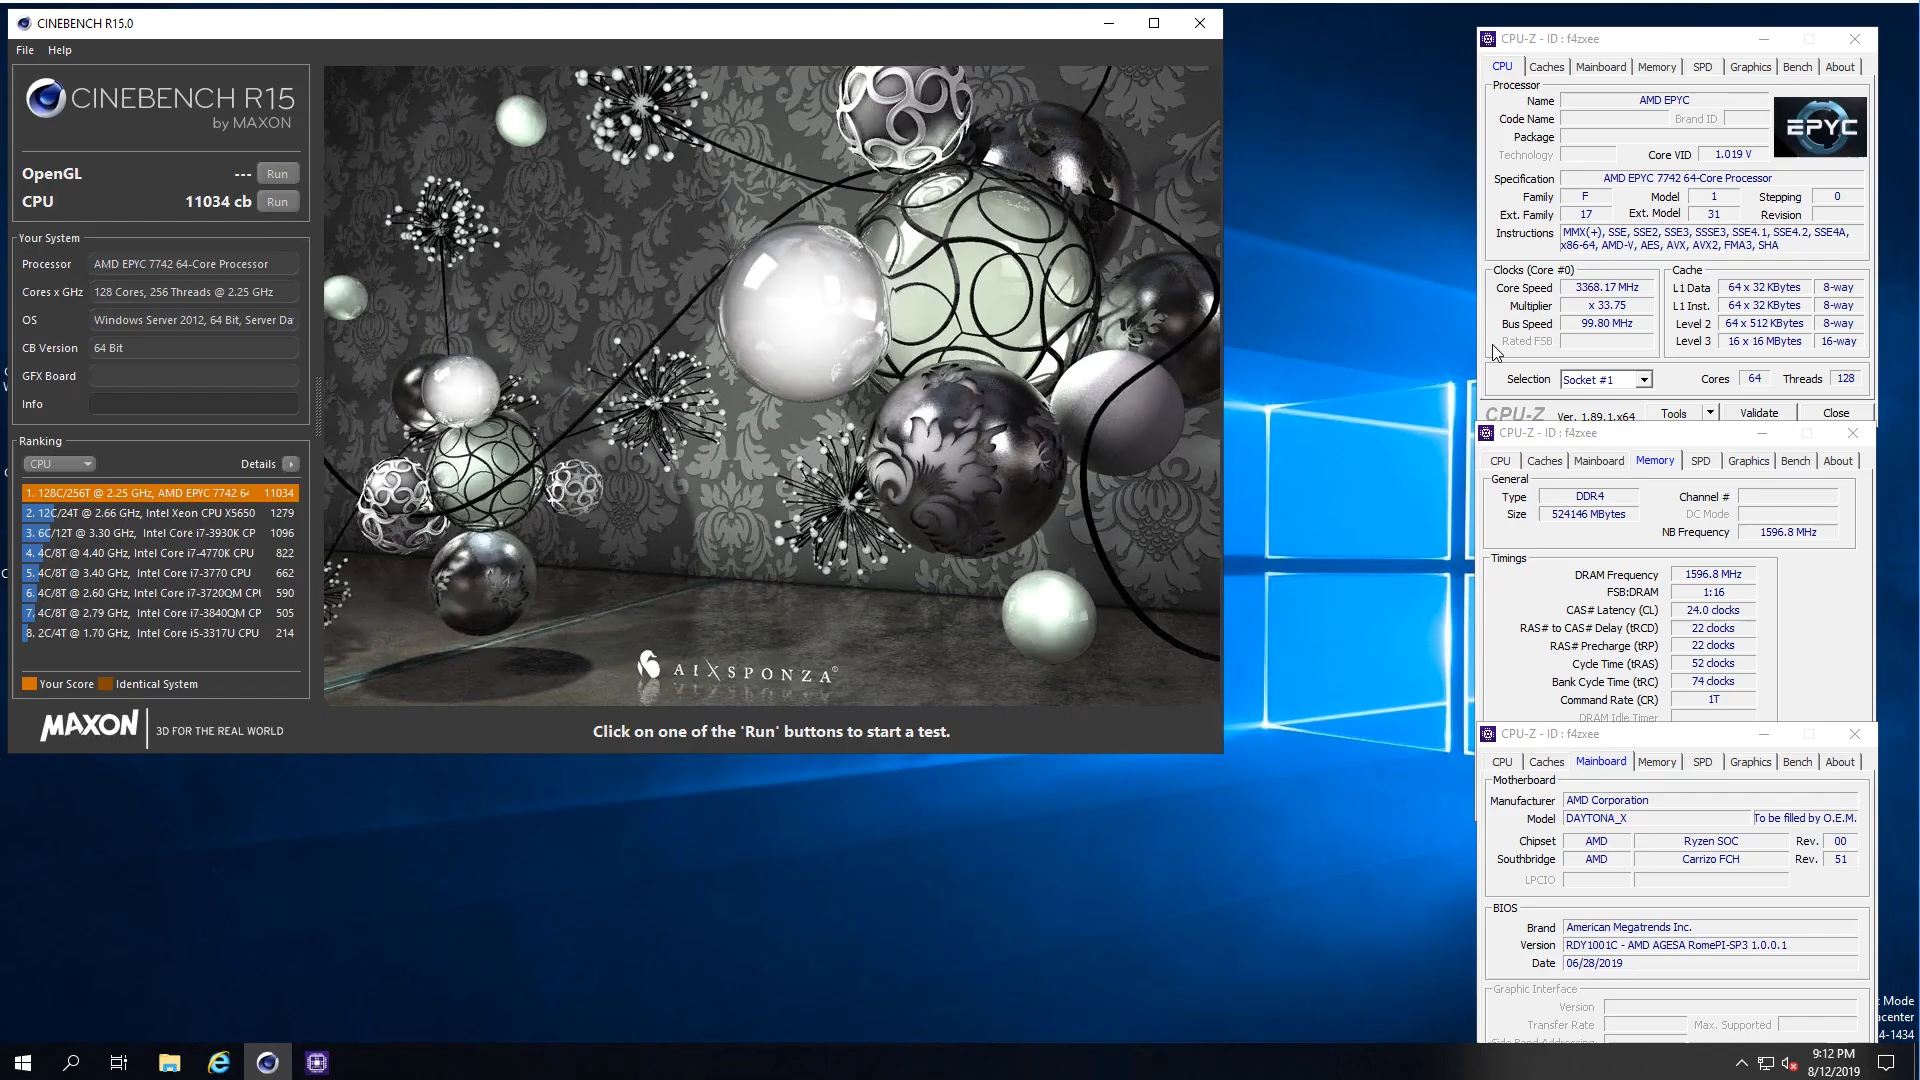 CINEBENCH R15.0
File Help
CINEBENCH R15
by MAXON
OpenGL --- Run
CPU 11034 cb Run
Your System
Processor AMD EPYC 7742 64-Core Processor
Cores x GHz 128 Cores, 256 Threads @ 2.25 GHz
OS Windows Server 2012, 64 Bit, Server Da
CB Version 64 Bit
GFX Board
Info
Ranking
CPU Details
1. 128C/256T @ 2.25 GHz, AMD EPYC 7742 64 11034
2. 12C/24T @ 2.66 GHz, Intel Xeon CPU X5650 1279
3. 6C/12T @ 3.30 GHz, Intel Core i7-3930K CP 1096
4. 4C/8T @ 4.40 GHz, Intel Core i7-4770K CPU 822
5. 4C/8T @ 3.40 GHz, Intel Core i7-3770 CPU 662
6. 4C/8T @ 2.60 GHz, Intel Core i7-3720QM CPU 590
7. 4C/8T @ 2.79 GHz, Intel Core i7-3840QM CP 505
8. 2C/4T @ 1.70 GHz, Intel Core i5-3317U CPU 214
Your Score Identical System
MAXON 3D FOR THE REAL WORLD
AIXSPONZA®
Click on one of the 'Run' buttons to start a test.
CPU-Z - ID : f4zxee
CPU Caches Mainboard Memory SPD Graphics Bench About
Processor
Name AMD EPYC
Code Name Brand ID
Package
Technology Core VID 1.019 V
EPYC
Specification AMD EPYC 7742 64-Core Processor
Family F Model 1 Stepping 0
Ext. Family 17 Ext. Model 31 Revision
Instructions MMX(+), SSE, SSE2, SSE3, SSSE3, SSE4.1, SSE4.2, SSE4A,
x86-64, AMD-V, AES, AVX, AVX2, FMA3, SHA
Clocks (Core #0)
Core Speed 3368.17 MHz
Multiplier x 33.75
Bus Speed 99.80 MHz
Rated FSB
Cache
L1 Data 64 x 32 KBytes 8-way
L1 Inst. 64 x 32 KBytes 8-way
Level 2 64 x 512 KBytes 8-way
Level 3 16 x 16 MBytes 16-way
Selection Socket #1 Cores 64 Threads 128
CPU-Z Ver. 1.89.1.x64 Tools Validate Close
CPU-Z - ID : f4zxee
CPU Caches Mainboard Memory SPD Graphics Bench About
General
Type DDR4 Channel #
Size 524146 MBytes DC Mode
NB Frequency 1596.8 MHz
Timings
DRAM Frequency 1596.8 MHz
FSB:DRAM 1:16
CAS# Latency (CL) 24.0 clocks
RAS# to CAS# Delay (tRCD) 22 clocks
RAS# Precharge (tRP) 22 clocks
Cycle Time (tRAS) 52 clocks
Bank Cycle Time (tRC) 74 clocks
Command Rate (CR) 1T
DRAM Idle Timer
CPU-Z - ID : f4zxee
CPU Caches Mainboard Memory SPD Graphics Bench About
Motherboard
Manufacturer AMD Corporation
Model DAYTONA_X To be filled by O.E.M.
Chipset AMD Ryzen SOC Rev. 00
Southbridge AMD Carrizo FCH Rev. 51
LPCIO
BIOS
Brand American Megatrends Inc.
Version RDY1001C - AMD AGESA RomePI-SP3 1.0.0.1
Date 06/28/2019
Graphic Interface
Version
Transfer Rate Max. Supported
Mode
acenter
4-1434
9:12 PM
8/12/2019